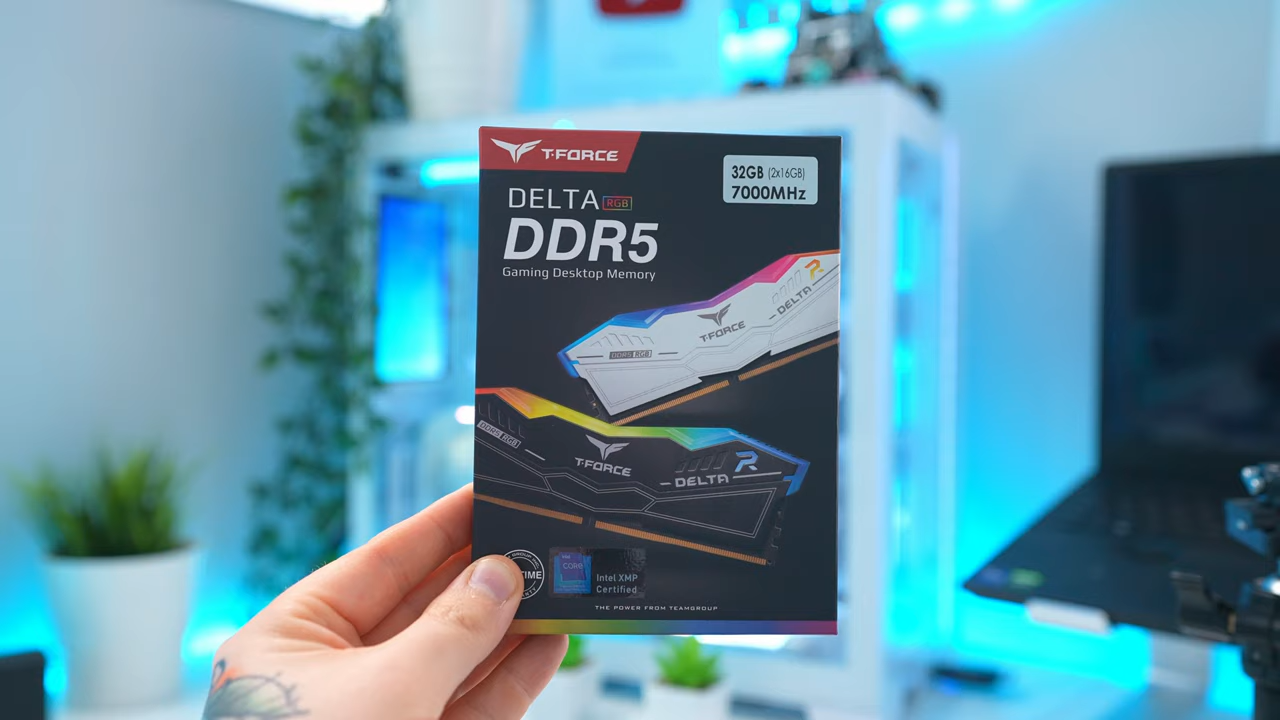 T-FORCE
32GB (2x16GB)
7000MHz
DELTA RGB
DDR5
Gaming Desktop Memory
DELTA R
T-FORCE
DDR5 RGB
DDR5 RGB
T-FORCE
DELTA R
Intel XMP
Certified
CORE
THE POWER FROM TEAMGROUP